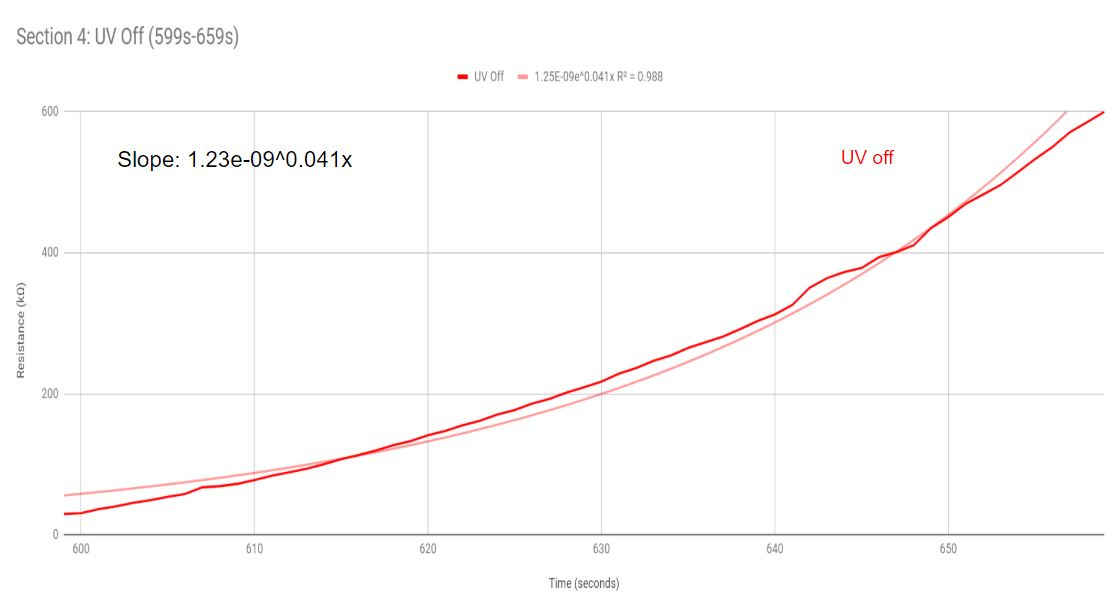 Section 4: UV Off (599s-659s)
UV Off 1.25E-09e^0.041x R² = 0.988
600
Slope: 1.23e-09^0.041x
UV off
400
Resistance (kΩ)
200
0
600 610 620 630 640 650
Time (seconds)